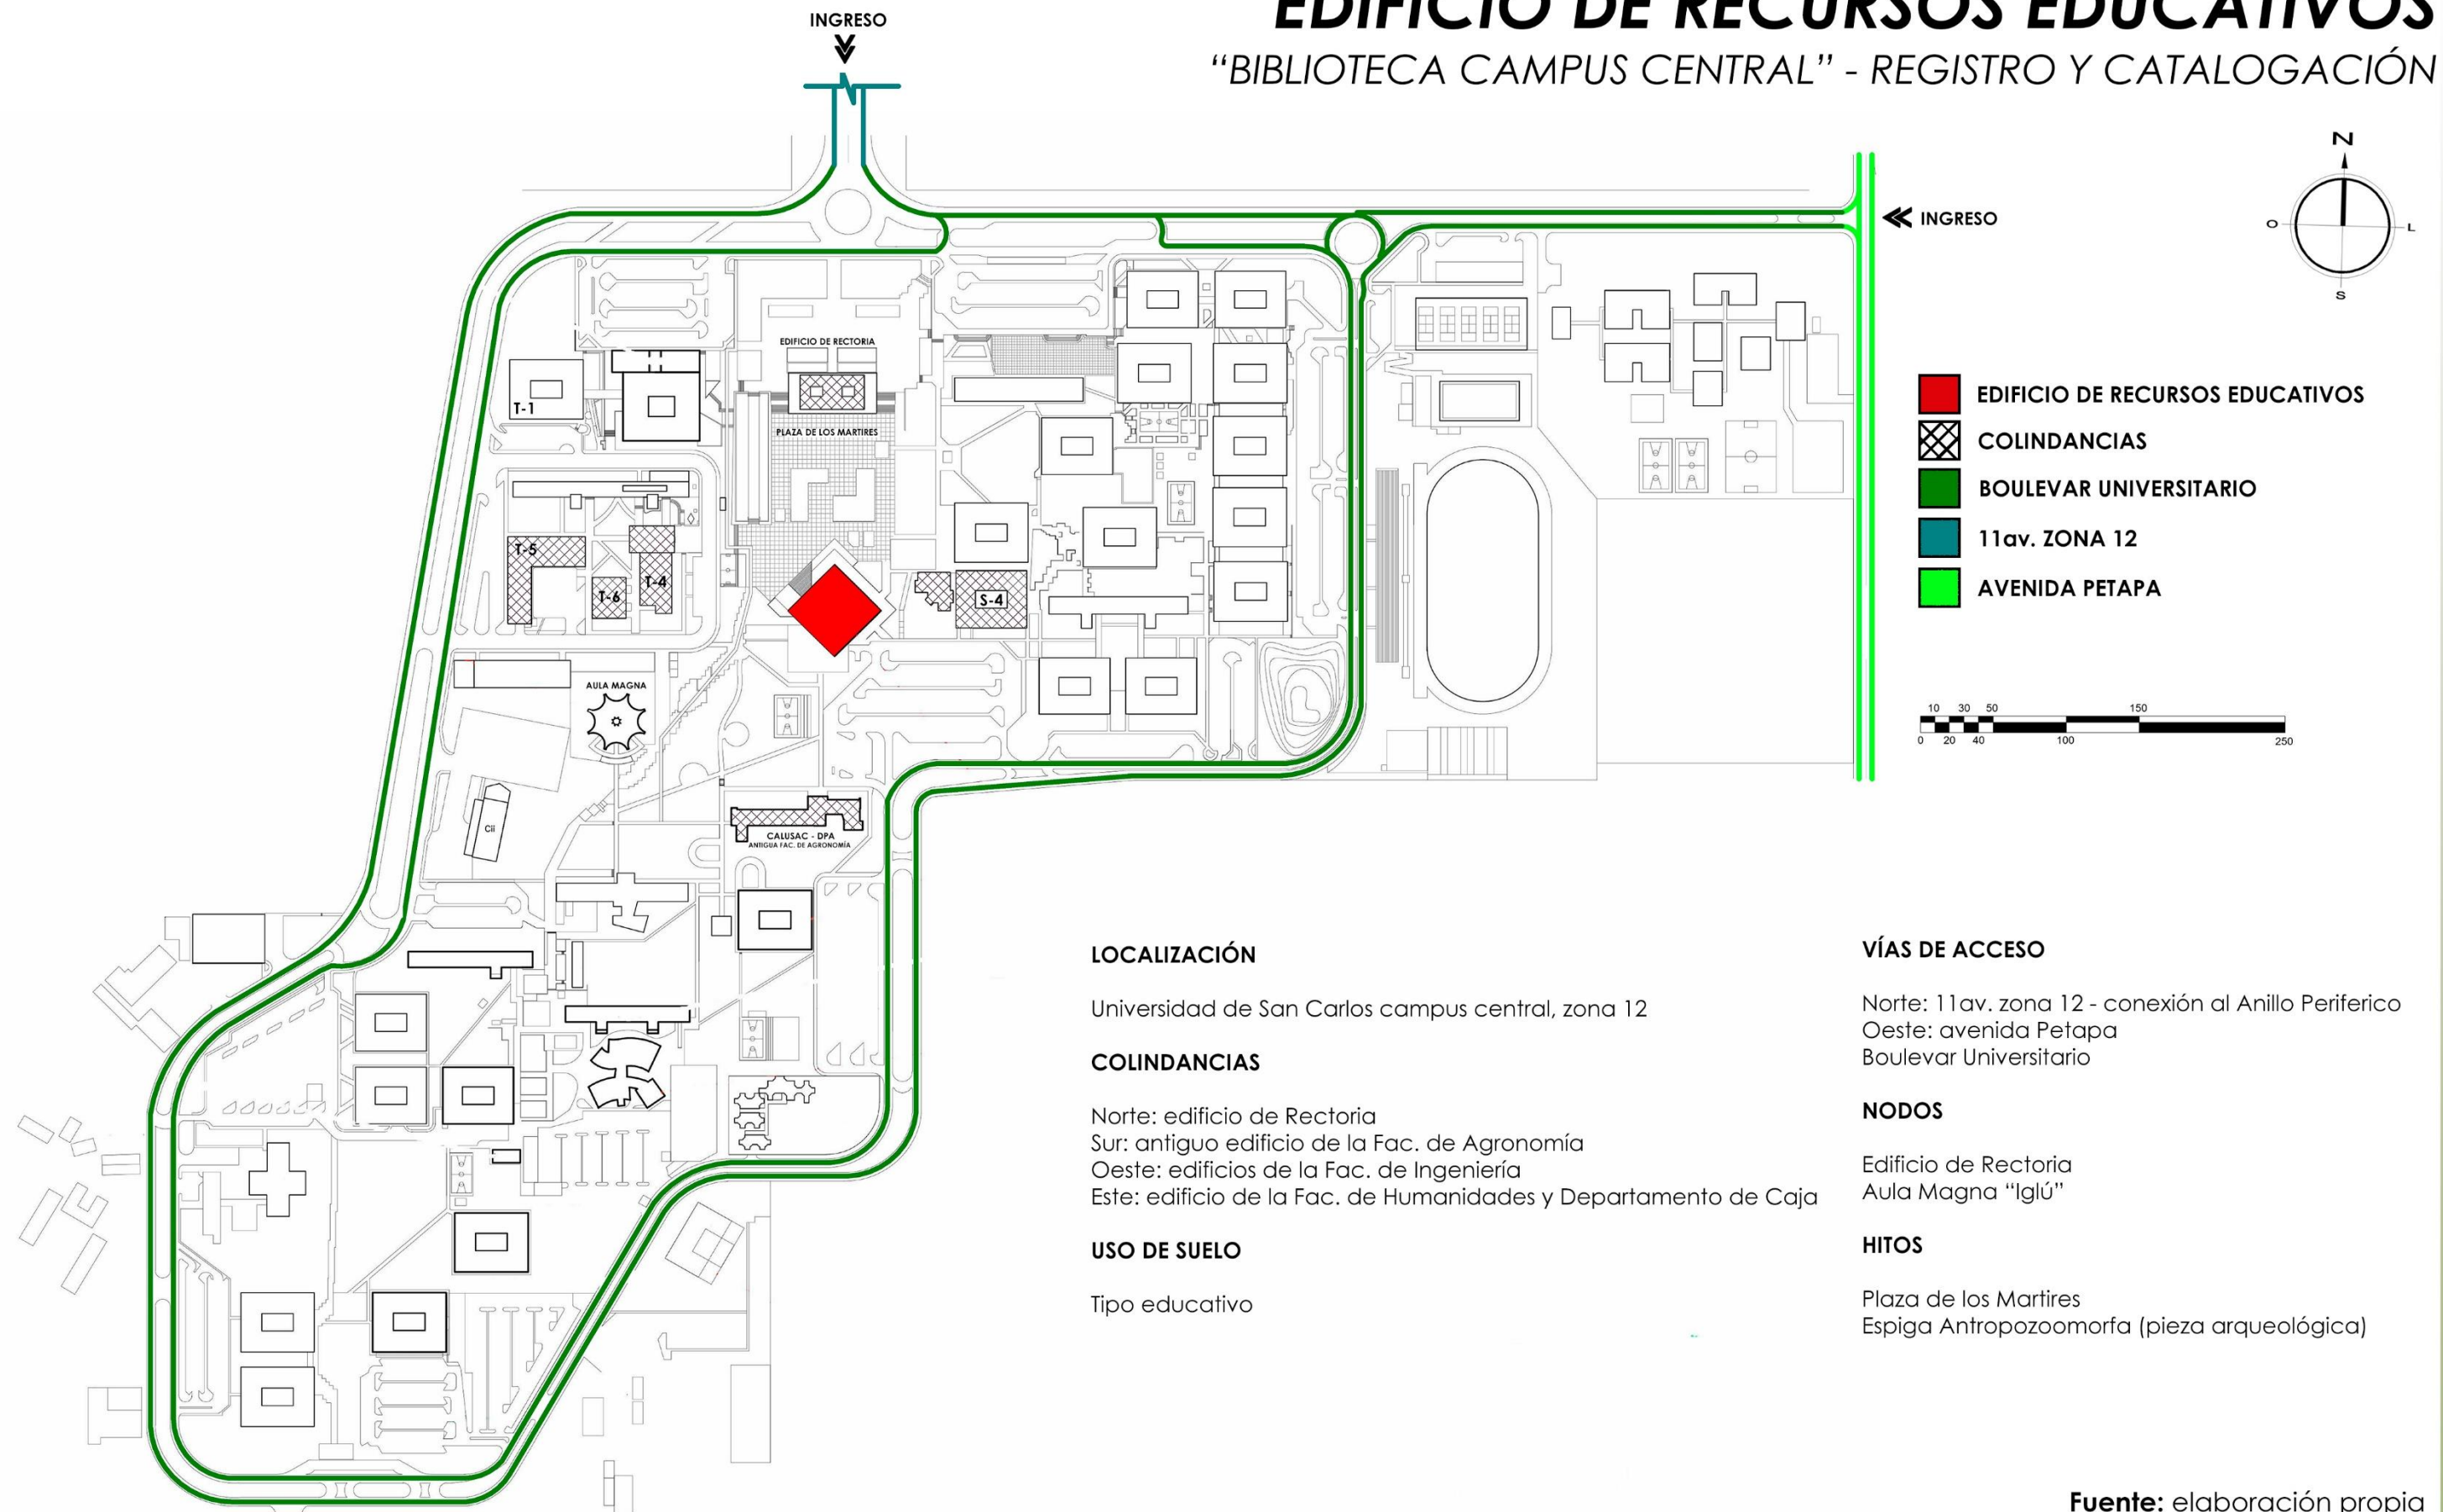 EDIFICIO DE RECURSOS EDUCATIVOS
“BIBLIOTECA CAMPUS CENTRAL” - REGISTRO Y CATALOGACIÓN
INGRESO
N
O
L
S
INGRESO
EDIFICIO DE RECTORIA
PLAZA DE LOS MARTIRES
T-1
T-5
T-4
T-6
S-4
AULA MAGNA
Cii
CALUSAC - DPA
ANTIGUA FAC. DE AGRONOMÍA
EDIFICIO DE RECURSOS EDUCATIVOS
COLINDANCIAS
BOULEVAR UNIVERSITARIO
11av. ZONA 12
AVENIDA PETAPA
10 30 50 150
0 20 40 100 250
LOCALIZACIÓN
Universidad de San Carlos campus central, zona 12
COLINDANCIAS
Norte: edificio de Rectoria
Sur: antiguo edificio de la Fac. de Agronomía
Oeste: edificios de la Fac. de Ingeniería
Este: edificio de la Fac. de Humanidades y Departamento de Caja
USO DE SUELO
Tipo educativo
VÍAS DE ACCESO
Norte: 11av. zona 12 - conexión al Anillo Periferico
Oeste: avenida Petapa
Boulevar Universitario
NODOS
Edificio de Rectoria
Aula Magna “Iglú”
HITOS
Plaza de los Martires
Espiga Antropozoomorfa (pieza arqueológica)
Fuente: elaboración propia